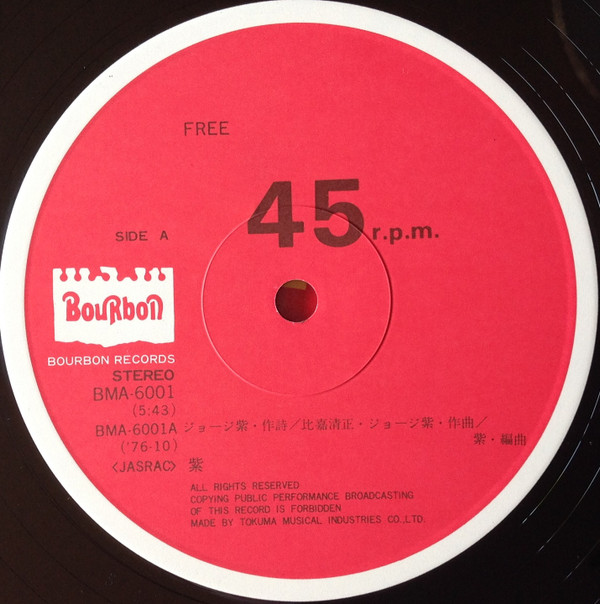 FREE
45 r.p.m.
SIDE A
BouRbon
BOURBON RECORDS
STEREO
BMA-6001
(5:43)
BMA-6001A
('76·10)
ジョージ紫・作詩/比嘉清正・ジョージ紫・作曲/
紫・編曲
〈JASRAC〉 紫
ALL RIGHTS RESERVED
COPYING PUBLIC PERFORMANCE BROADCASTING
OF THIS RECORD IS FORBIDDEN
MADE BY TOKUMA MUSICAL INDUSTRIES CO.,LTD.